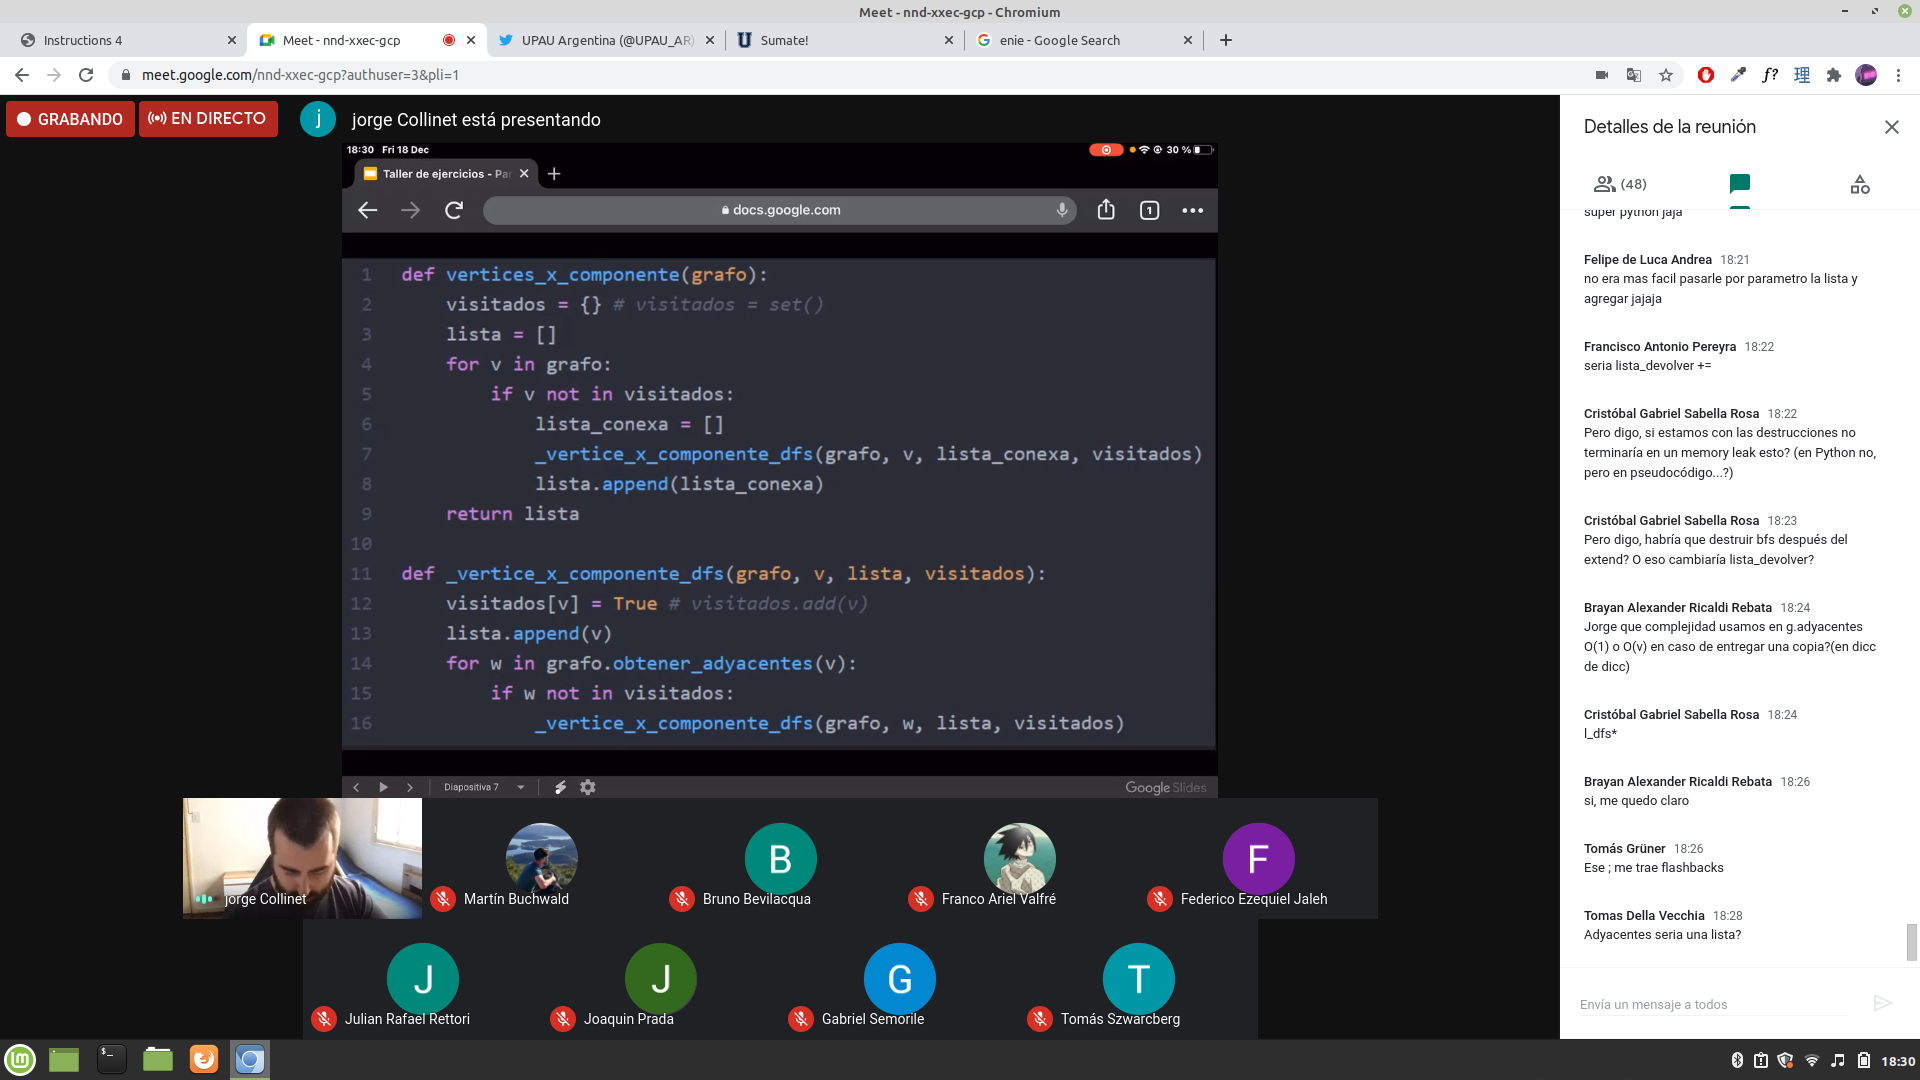 Meet - nnd-xxec-gcp - Chromium
Instructions 4
Meet - nnd-xxec-gcp
UPAU Argentina (@UPAU_AR)
Sumate!
enie - Google Search
meet.google.com/nnd-xxec-gcp?authuser=3&pli=1
GRABANDO
EN DIRECTO
j
jorge Collinet está presentando
18:30 Fri 18 Dec
30 %
Taller de ejercicios - Par
docs.google.com
1
1 def vertices_x_componente(grafo):
2 visitados = {} # visitados = set()
3 lista = []
4 for v in grafo:
5 if v not in visitados:
6 lista_conexa = []
7 _vertice_x_componente_dfs(grafo, v, lista_conexa, visitados)
8 lista.append(lista_conexa)
9 return lista
10
11 def _vertice_x_componente_dfs(grafo, v, lista, visitados):
12 visitados[v] = True # visitados.add(v)
13 lista.append(v)
14 for w in grafo.obtener_adyacentes(v):
15 if w not in visitados:
16 _vertice_x_componente_dfs(grafo, w, lista, visitados)
Diapositiva 7
Google Slides
jorge Collinet
Martín Buchwald
B
Bruno Bevilacqua
Franco Ariel Valfré
F
Federico Ezequiel Jaleh
J
Julian Rafael Rettori
J
Joaquin Prada
G
Gabriel Semorile
T
Tomás Szwarcberg
Detalles de la reunión
(48)
super python jaja
Felipe de Luca Andrea 18:21
no era mas facil pasarle por parametro la lista y
agregar jajaja
Francisco Antonio Pereyra 18:22
seria lista_devolver +=
Cristóbal Gabriel Sabella Rosa 18:22
Pero digo, si estamos con las destrucciones no
terminaría en un memory leak esto? (en Python no,
pero en pseudocódigo...?)
Cristóbal Gabriel Sabella Rosa 18:23
Pero digo, habría que destruir bfs después del
extend? O eso cambiaría lista_devolver?
Brayan Alexander Ricaldi Rebata 18:24
Jorge que complejidad usamos en g.adyacentes
O(1) o O(v) en caso de entregar una copia?(en dicc
de dicc)
Cristóbal Gabriel Sabella Rosa 18:24
l_dfs*
Brayan Alexander Ricaldi Rebata 18:26
si, me quedo claro
Tomás Grüner 18:26
Ese ; me trae flashbacks
Tomas Della Vecchia 18:28
Adyacentes seria una lista?
Envía un mensaje a todos
18:30